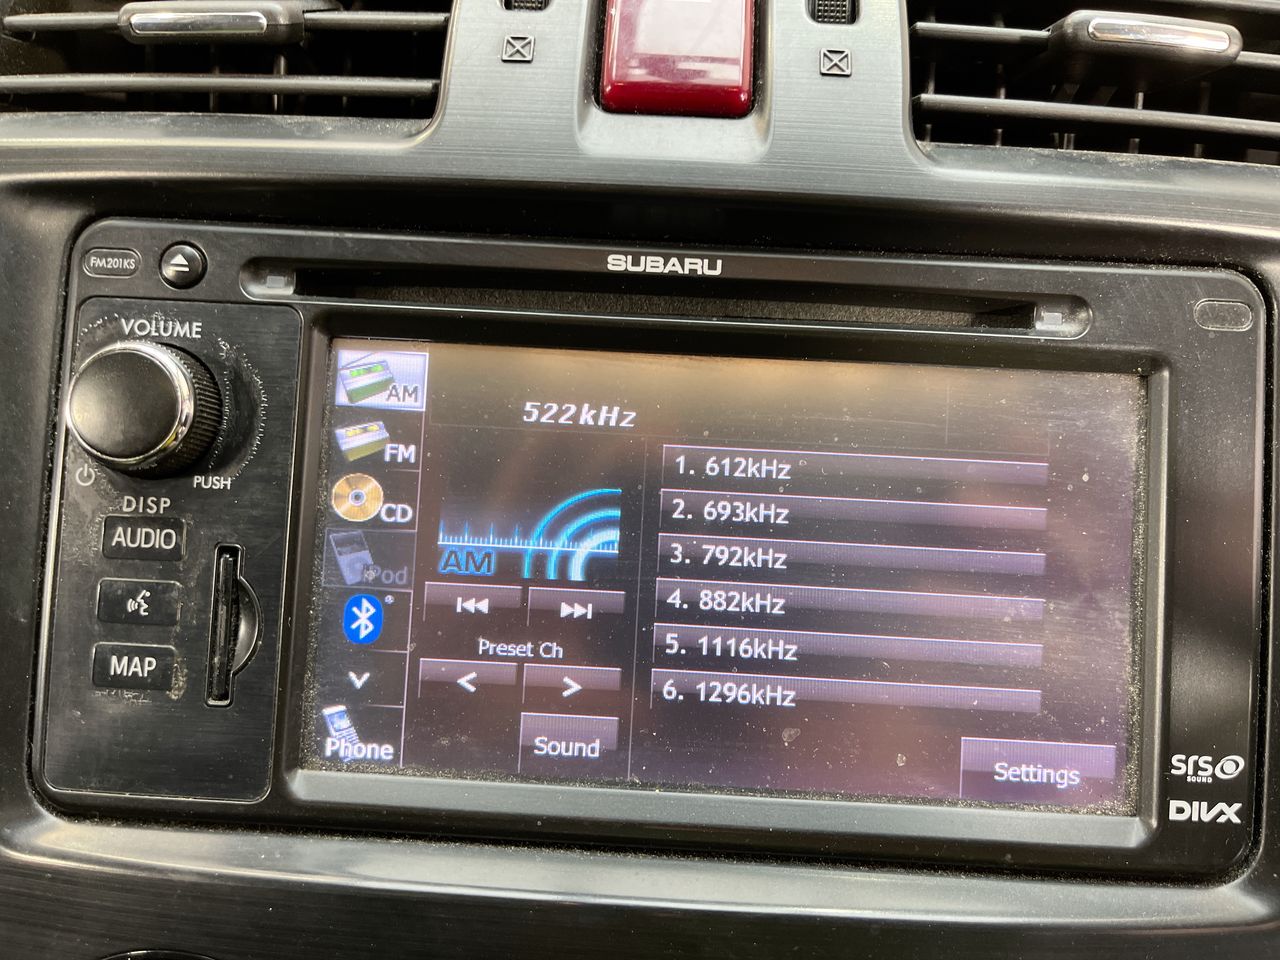 FM201KS
SUBARU
VOLUME
PUSH
DISP
AUDIO
MAP
AM
FM
CD
iPod
Phone
522kHz
AM
Preset Ch
<
>
Sound
1. 612kHz
2. 693kHz
3. 792kHz
4. 882kHz
5. 1116kHz
6. 1296kHz
Settings
SRS
SOUND
DIVX